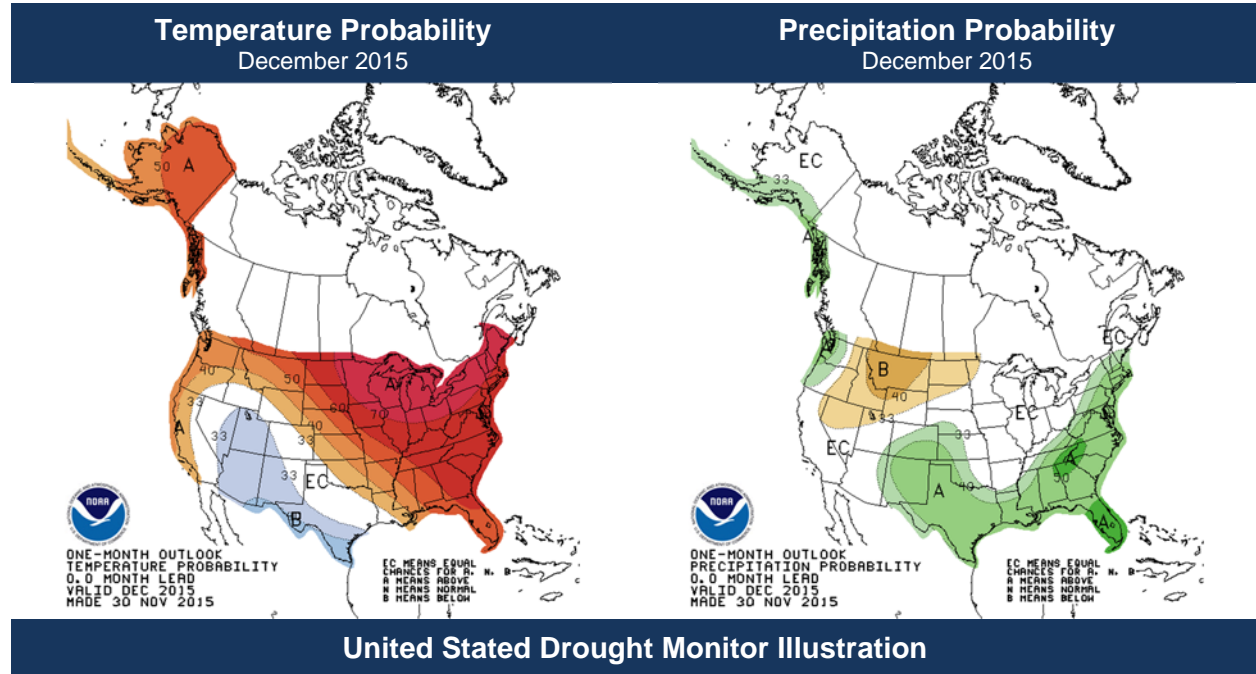 Temperature Probability
December 2015
Precipitation Probability
December 2015
50 A
40
33
A
33
33
EC
B
50
60
70
A
40
33
NOAA
ONE-MONTH OUTLOOK
TEMPERATURE PROBABILITY
0.0 MONTH LEAD
VALID DEC 2015
MADE 30 NOV 2015
EC MEANS EQUAL
CHANCES FOR A, N, B
A MEANS ABOVE
N MEANS NORMAL
B MEANS BELOW
EC
33
A
B
40
33
EC
EC
EC
33
A
40
A
50
A
NOAA
ONE-MONTH OUTLOOK
PRECIPITATION PROBABILITY
0.0 MONTH LEAD
VALID DEC 2015
MADE 30 NOV 2015
EC MEANS EQUAL
CHANCES FOR A, N, B
A MEANS ABOVE
N MEANS NORMAL
B MEANS BELOW
United Stated Drought Monitor Illustration